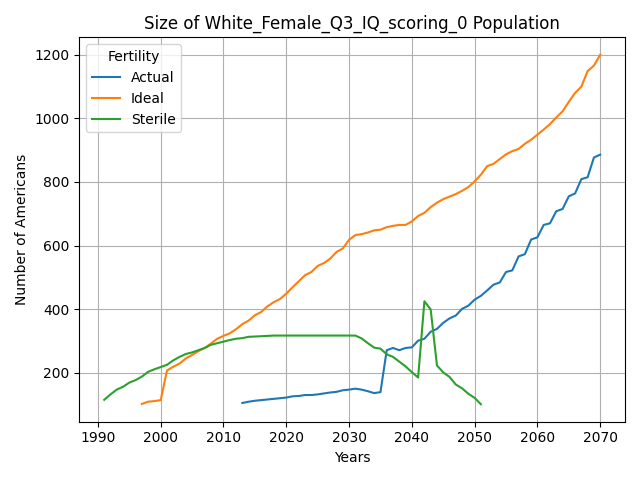 Size of White_Female_Q3_IQ_scoring_0 Population
Fertility
Actual
Ideal
Sterile
Number of Americans
1200
1000
800
600
400
200
1990 2000 2010 2020 2030 2040 2050 2060 2070
Years